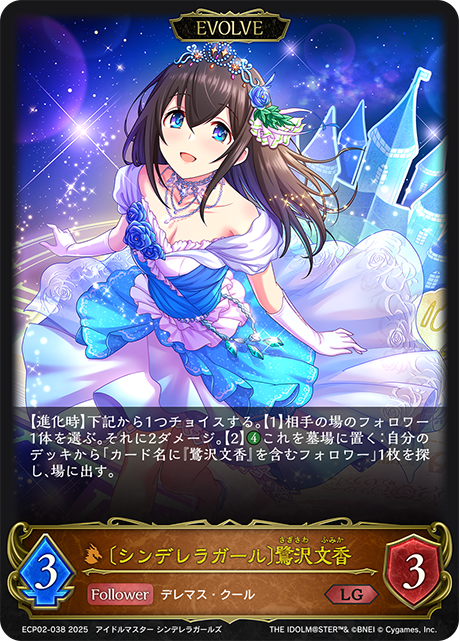 EVOLVE
【進化時】下記から1つチョイスする。【1】相手の場のフォロワー
1体を選ぶ。それに2ダメージ。【2】④これを墓場に置く：自分の
デッキから「カード名に『鷺沢文香』を含むフォロワー」1枚を探
し、場に出す。
さぎさわ ふみか
［シンデレラガール］鷺沢文香
3
3
Follower デレマス・クール LG
ECP02-038 2025 アイドルマスター シンデレラガールズ THE IDOLM@STER™& ©BNEI © Cygames, Inc.